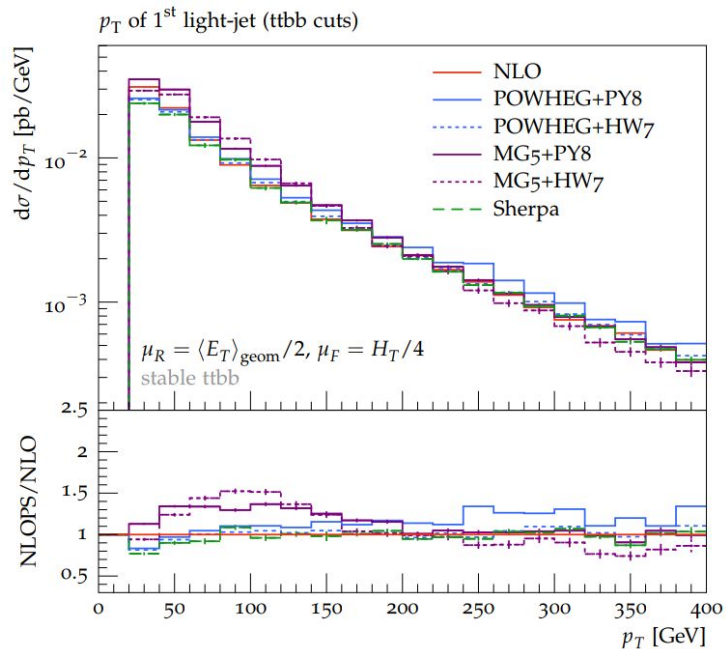 p_T of 1^st light-jet (ttbb cuts)
dσ/dp_T [pb/GeV]
NLO
POWHEG+PY8
POWHEG+HW7
MG5+PY8
MG5+HW7
Sherpa
10^−2
10^−3
μ_R = ⟨E_T⟩_geom/2, μ_F = H_T/4
stable ttbb
NLOPS/NLO
2.5
2
1.5
1
0.5
0 50 100 150 200 250 300 350 400
p_T [GeV]